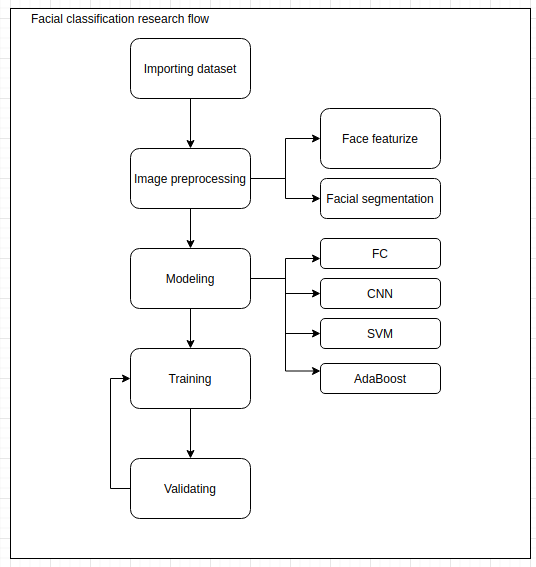 Facial classification research flow
Importing dataset
Image preprocessing
Face featurize
Facial segmentation
Modeling
FC
CNN
SVM
AdaBoost
Training
Validating